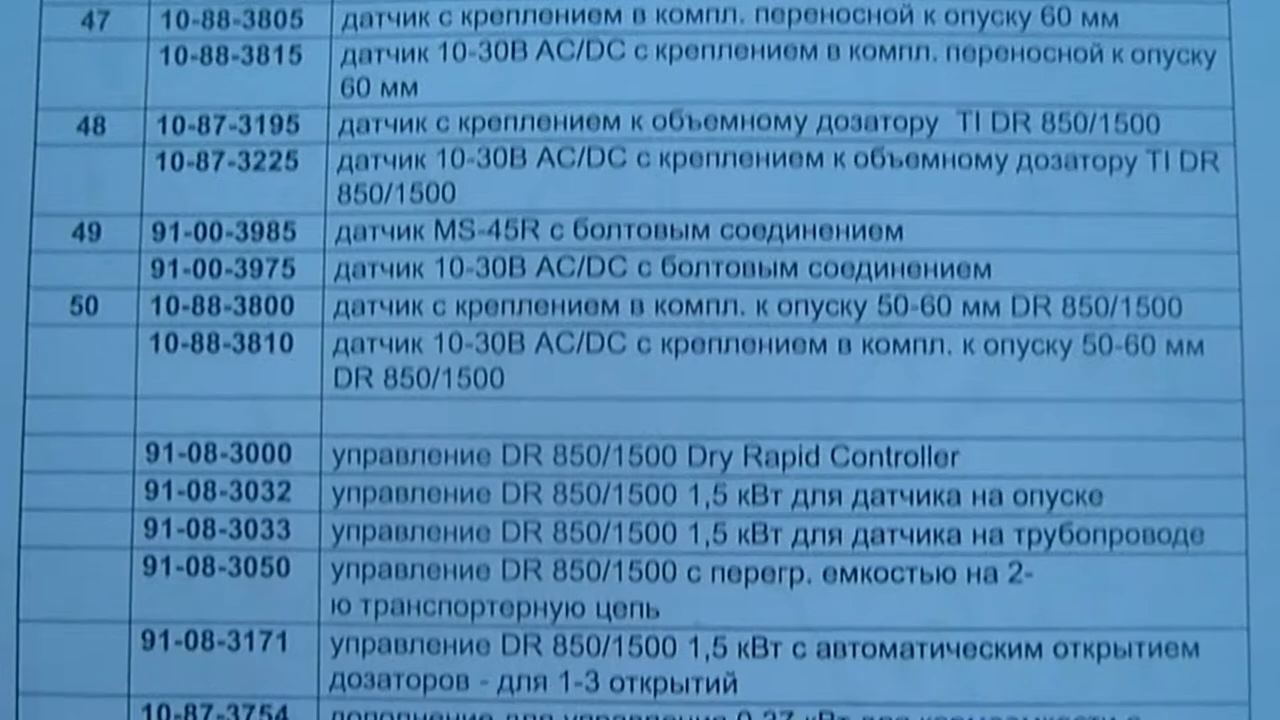 47 10-88-3805 датчик с креплением в компл. переносной к опуску 60 мм
10-88-3815 датчик 10-30В AC/DC с креплением в компл. переносной к опуску
60 мм
48 10-87-3195 датчик с креплением к объемному дозатору TI DR 850/1500
10-87-3225 датчик 10-30В AC/DC с креплением к объемному дозатору TI DR
850/1500
49 91-00-3985 датчик MS-45R с болтовым соединением
91-00-3975 датчик 10-30В AC/DC с болтовым соединением
50 10-88-3800 датчик с креплением в компл. к опуску 50-60 мм DR 850/1500
10-88-3810 датчик 10-30В AC/DC с креплением в компл. к опуску 50-60 мм
DR 850/1500
91-08-3000 управление DR 850/1500 Dry Rapid Controller
91-08-3032 управление DR 850/1500 1,5 кВт для датчика на опуске
91-08-3033 управление DR 850/1500 1,5 кВт для датчика на трубопроводе
91-08-3050 управление DR 850/1500 с перегр. емкостью на 2-
ю транспортерную цепь
91-08-3171 управление DR 850/1500 1,5 кВт с автоматическим открытием
дозаторов - для 1-3 открытий
10-87-3754 дополнение для управления 0,37 кВт для